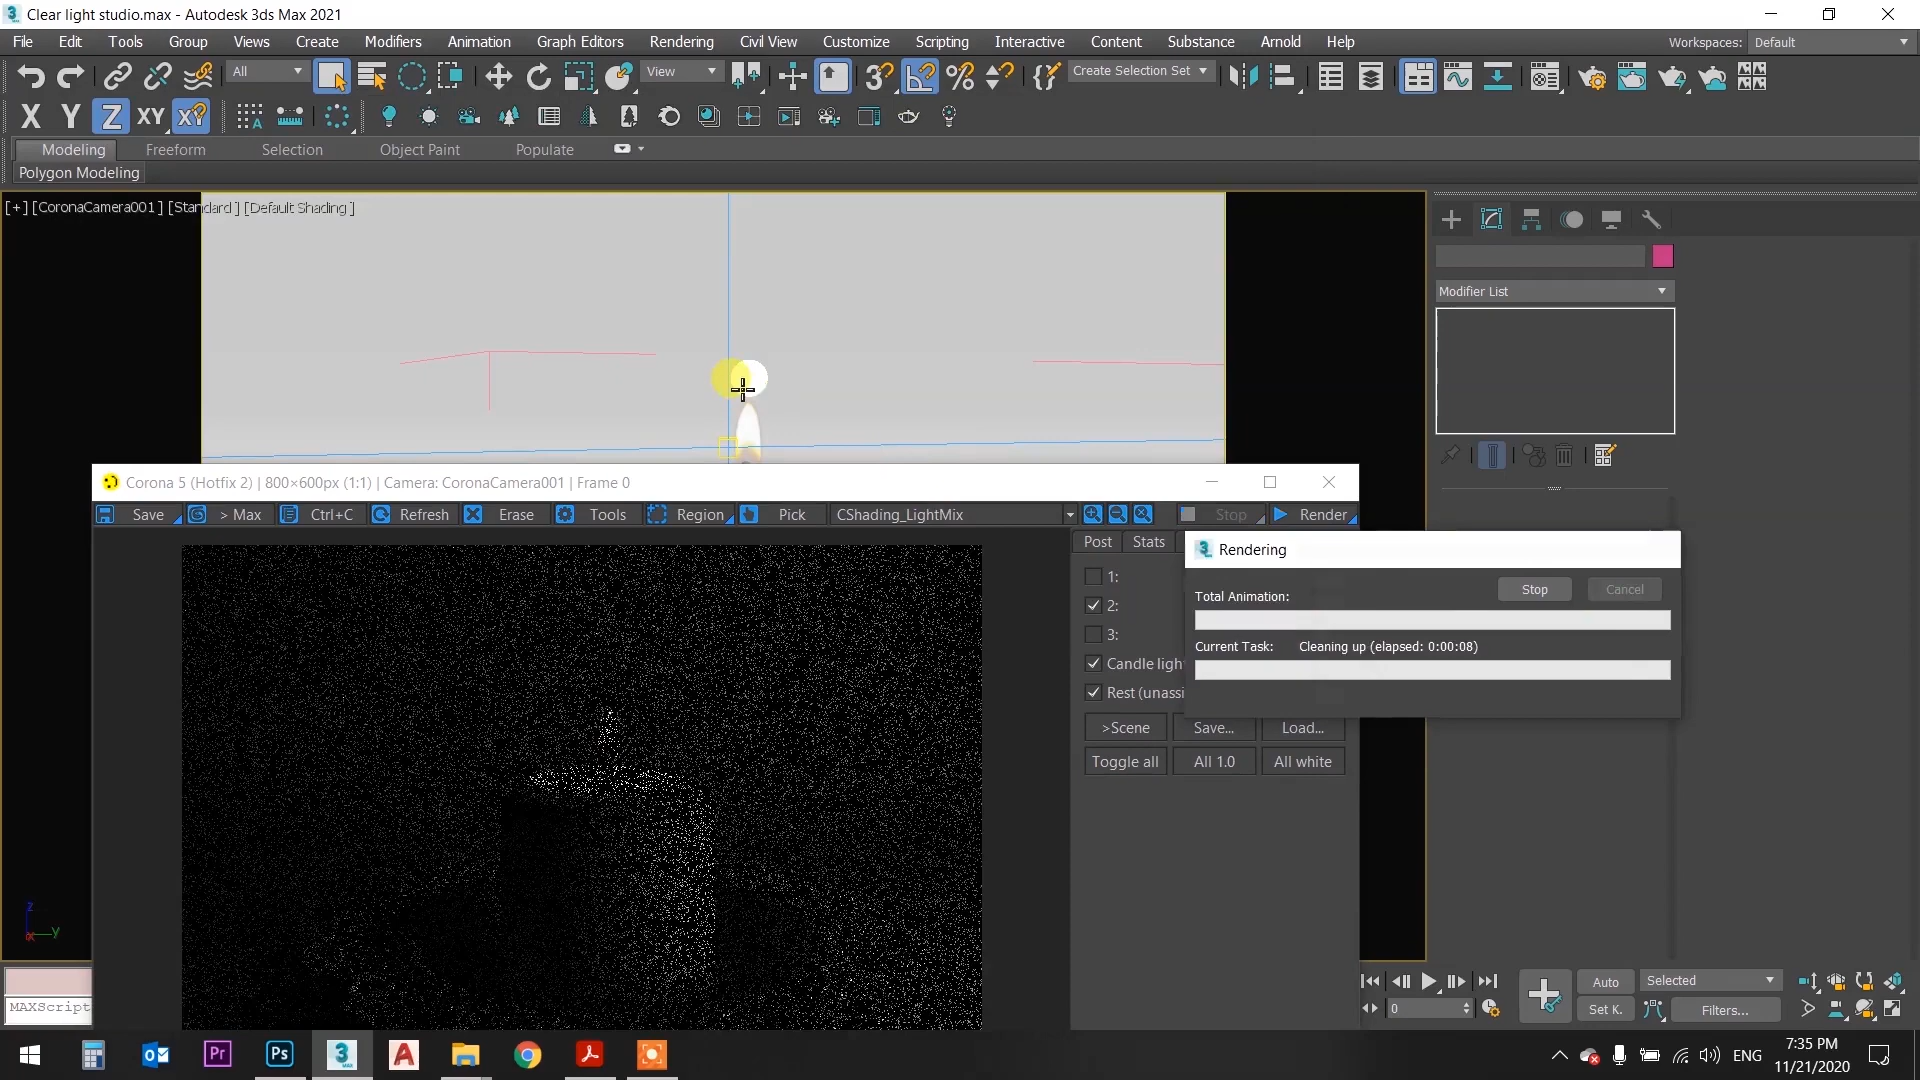 Clear light studio.max - Autodesk 3ds Max 2021
File Edit Tools Group Views Create Modifiers Animation Graph Editors Rendering Civil View Customize Scripting Interactive Content Substance Arnold Help Workspaces: Default
All View Create Selection Set
X Y Z XY
Modeling Freeform Selection Object Paint Populate
Polygon Modeling
[+] [CoronaCamera001] [Standard] [Default Shading]
Modifier List
Corona 5 (Hotfix 2) | 800×600px (1:1) | Camera: CoronaCamera001 | Frame 0
Save > Max Ctrl+C Refresh Erase Tools Region Pick CShading_LightMix Stop Render
Post Stats
Rendering
1:
2:
3:
Candle ligh
Rest (unassi
Stop Cancel
Total Animation:
Current Task: Cleaning up (elapsed: 0:00:08)
>Scene Save... Load...
Toggle all All 1.0 All white
z
x y
MAXScript
Auto Selected
0 Set K. Filters...
ENG
7:35 PM
11/21/2020